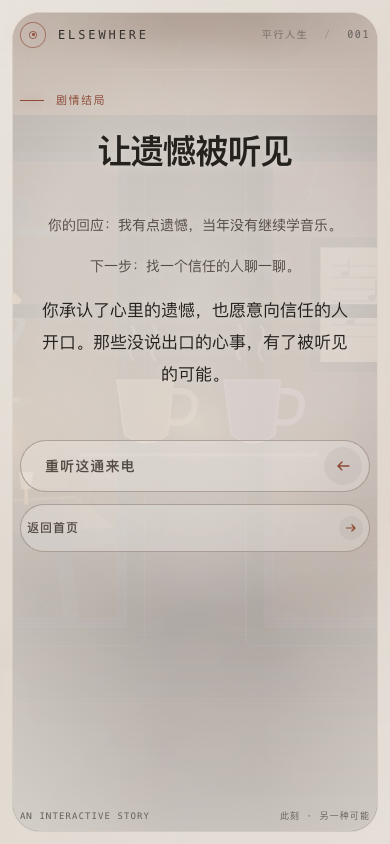 ELSEWHERE
平行人生 / 001
剧情结局
让遗憾被听见
你的回应：我有点遗憾，当年没有继续学音乐。
下一步：找一个信任的人聊一聊。
你承认了心里的遗憾，也愿意向信任的人
开口。那些没说出口的心事，有了被听见
的可能。
重听这通来电
返回首页
AN INTERACTIVE STORY
此刻 · 另一种可能